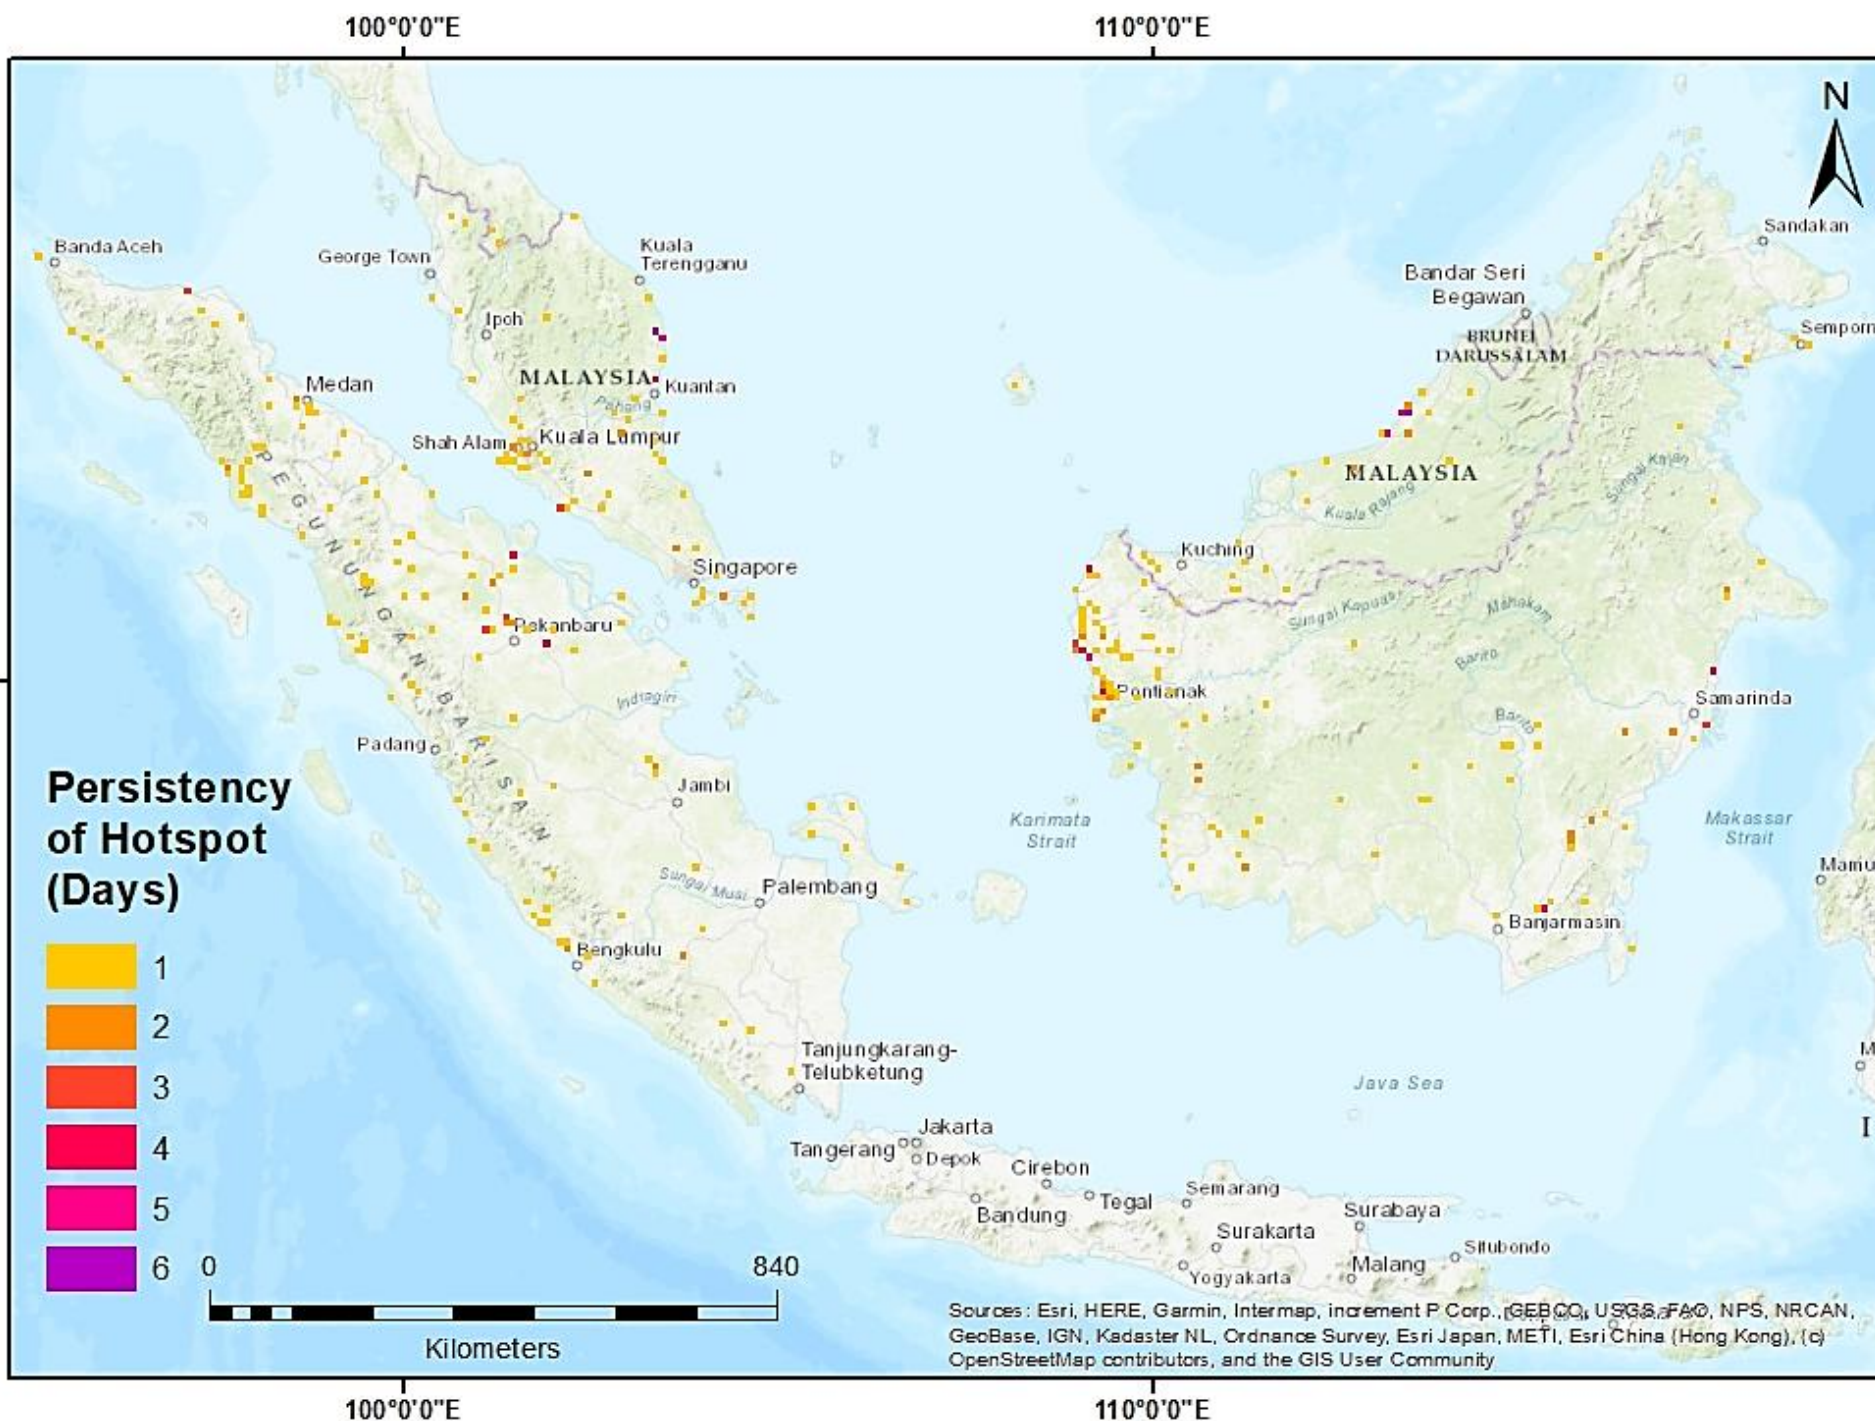 100°0'0"E
110°0'0"E
N
Sandakan
Banda Aceh
George Town
Kuala
Terengganu
Bandar Seri
Begawan
Ipoh
BRUNEI
DARUSSALAM
Semporn
Medan
MALAYSIA
Kuantan
Pahang
Shah Alam
Kuala Lumpur
MALAYSIA
Sungai Kajan
Kuala Rajang
PEGUNUNGAN BARISAN
Kuching
Singapore
Sungai Kapuas
Mahakam
Pekanbaru
Barito
Pontianak
Indragiri
Samarinda
Barito
Padang
Jambi
Persistency
of Hotspot
(Days)
Karimata
Strait
Makassar
Strait
Mamu
Sungai Musi
Palembang
Banjarmasin
Bengkulu
1
2
3
4
5
6
Tanjungkarang-
Telubketung
M
Java Sea
I
Jakarta
Tangerang
Depok
Cirebon
Tegal
Semarang
Bandung
Surabaya
Surakarta
Situbondo
Malang
Yogyakarta
0 840
Kilometers
Sources: Esri, HERE, Garmin, Intermap, increment P Corp., GEBCO, USGS, FAO, NPS, NRCAN,
GeoBase, IGN, Kadaster NL, Ordnance Survey, Esri Japan, METI, Esri China (Hong Kong), (c)
OpenStreetMap contributors, and the GIS User Community
100°0'0"E
110°0'0"E